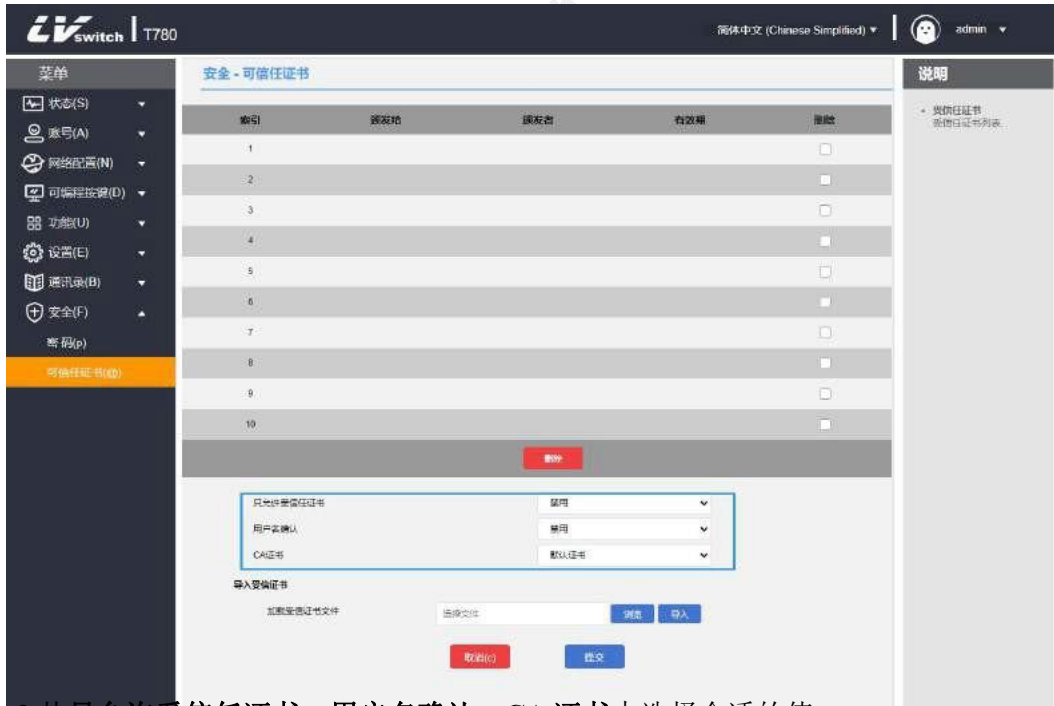 LVswitch | T780
简体中文 (Chinese Simplified)
admin
菜单
安全 - 可信任证书
说明
状态(S)
账号(A)
网络配置(N)
可编程按键(D)
功能(U)
设置(E)
通讯录(B)
安全(F)
密码(p)
可信任证书(@)
索引 颁发给 颁发者 有效期 删除
1
2
3
4
5
6
7
8
9
10
删除
受信任证书
受信任证书列表
只允许受信任证书 禁用
用户名确认 禁用
CA证书 默认证书
导入受信证书
加载受信证书文件 选择文件 浏览 导入
取消(c) 提交